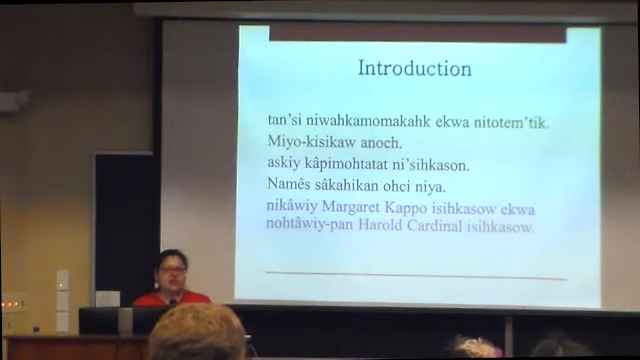 Introduction
tan'si niwahkamomakahk ekwa nitotem'tik.
Miyo-kisikaw anoch.
askiy kâpimohtatat ni'sihkason.
Namês sâkahikan ohci niya.
nikâwiy Margaret Kappo isihkasow ekwa
nohtâwiy-pan Harold Cardinal isihkasow.